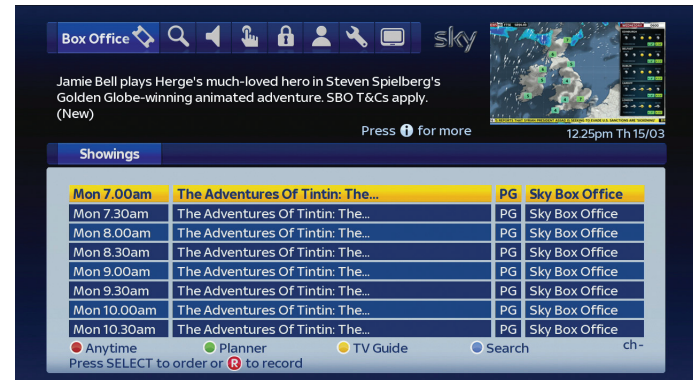 Box Office
sky
Jamie Bell plays Herge's much-loved hero in Steven Spielberg's
Golden Globe-winning animated adventure. SBO T&Cs apply.
(New)
Press i for more
12.25pm Th 15/03
Showings
Mon 7.00am The Adventures Of Tintin: The... PG Sky Box Office
Mon 7.30am The Adventures Of Tintin: The... PG Sky Box Office
Mon 8.00am The Adventures Of Tintin: The... PG Sky Box Office
Mon 8.30am The Adventures Of Tintin: The... PG Sky Box Office
Mon 9.00am The Adventures Of Tintin: The... PG Sky Box Office
Mon 9.30am The Adventures Of Tintin: The... PG Sky Box Office
Mon 10.00am The Adventures Of Tintin: The... PG Sky Box Office
Mon 10.30am The Adventures Of Tintin: The... PG Sky Box Office
Anytime Planner TV Guide Search ch-
Press SELECT to order or R to record